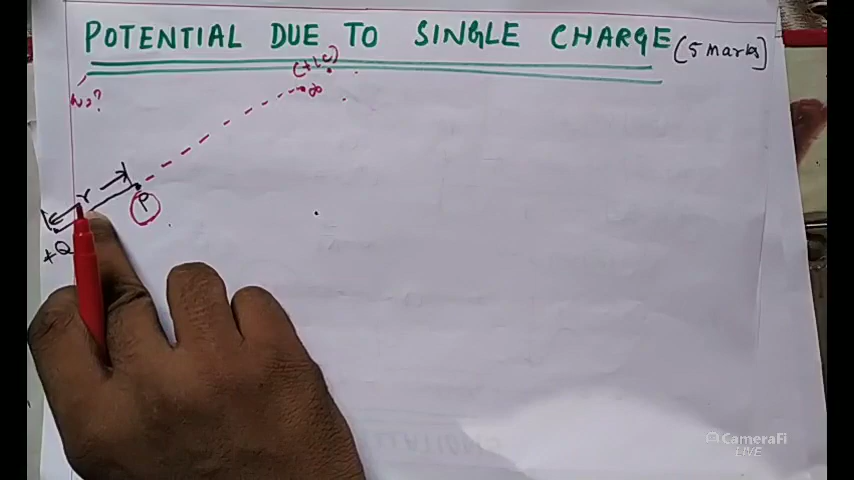 POTENTIAL DUE TO SINGLE CHARGE (5 Marks)
(+1C)
∞
r
P
+Q
CameraFi
LIVE